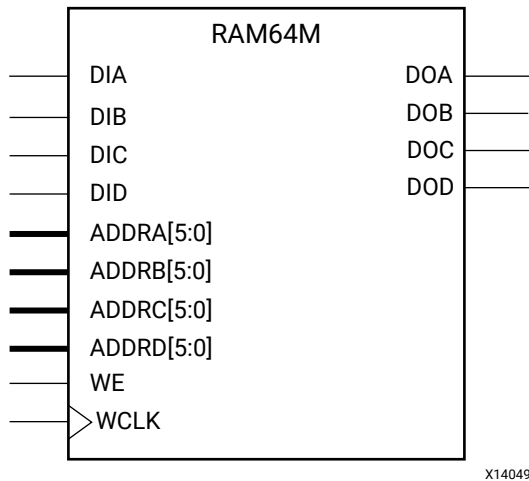 RAM64M
DIA
DIB
DIC
DID
ADDRA[5:0]
ADDRB[5:0]
ADDRC[5:0]
ADDRD[5:0]
WE
WCLK
DOA
DOB
DOC
DOD
X14049